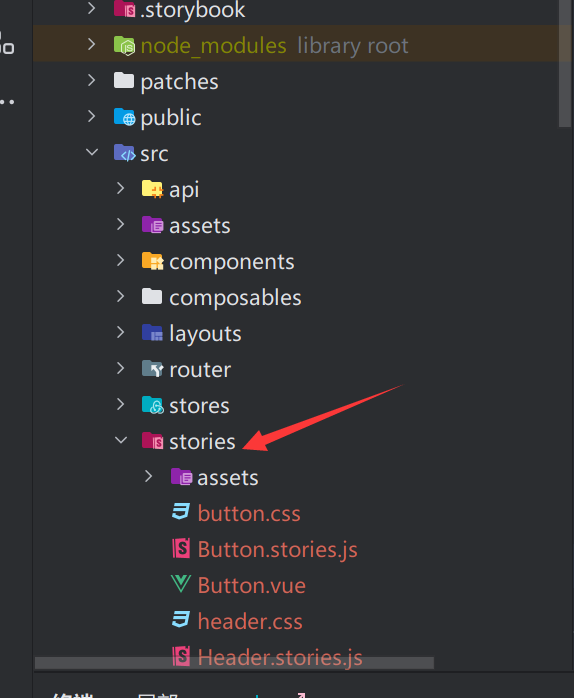 .storybook
node_modules library root
patches
public
src
api
assets
components
composables
layouts
router
stores
stories
assets
button.css
Button.stories.js
Button.vue
header.css
Header.stories.js